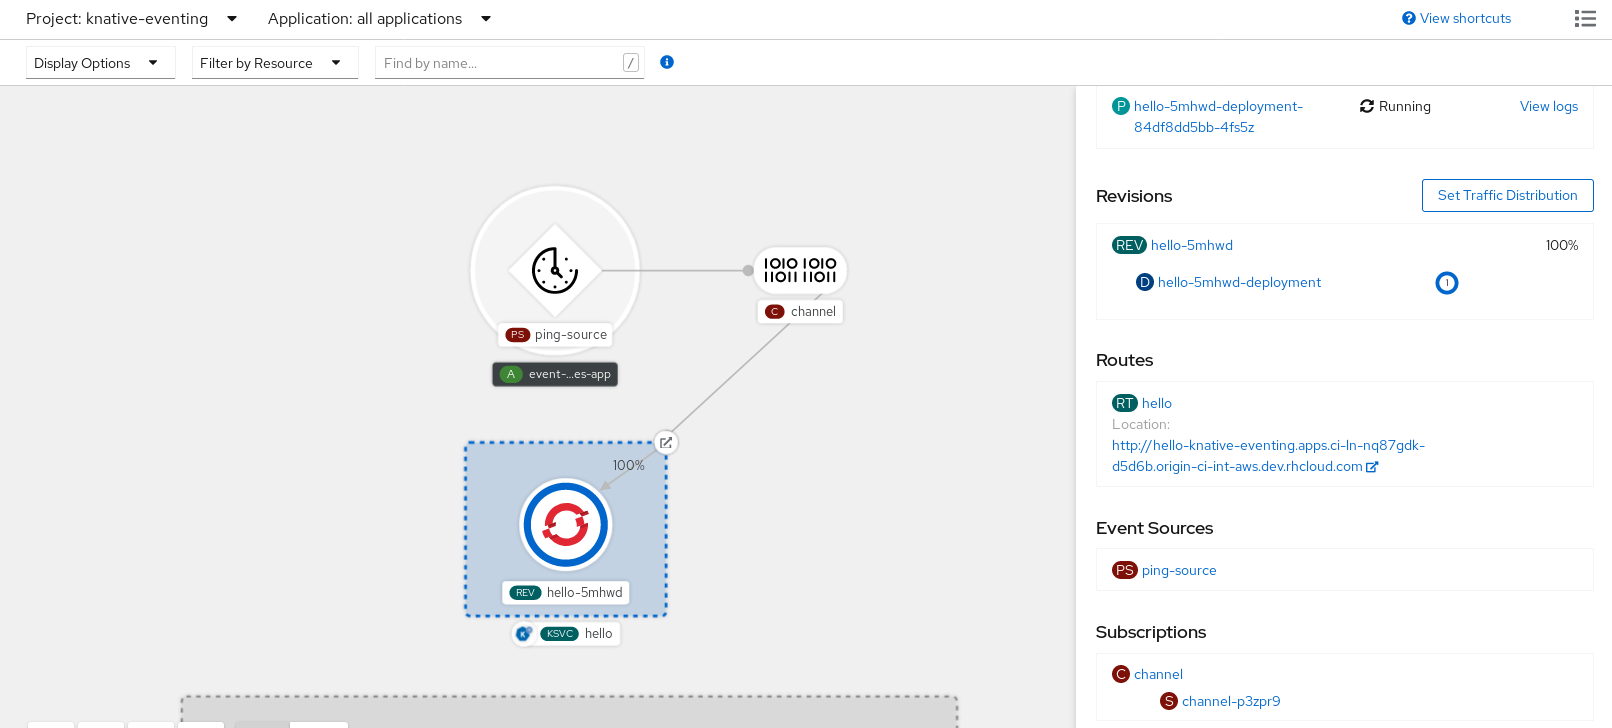 Project: knative-eventing
Application: all applications
View shortcuts
Display Options
Filter by Resource
Find by name...
/
P hello-5mhwd-deployment-
84df8dd5bb-4fs5z
Running
View logs
Revisions
Set Traffic Distribution
REV hello-5mhwd
100%
D hello-5mhwd-deployment
1
Routes
RT hello
Location:
http://hello-knative-eventing.apps.ci-ln-nq87gdk-
d5d6b.origin-ci-int-aws.dev.rhcloud.com
Event Sources
PS ping-source
Subscriptions
C channel
S channel-p3zpr9
1010 1010
11011 11011
PS ping-source
C channel
A event-...es-app
100%
REV hello-5mhwd
K KSVC hello